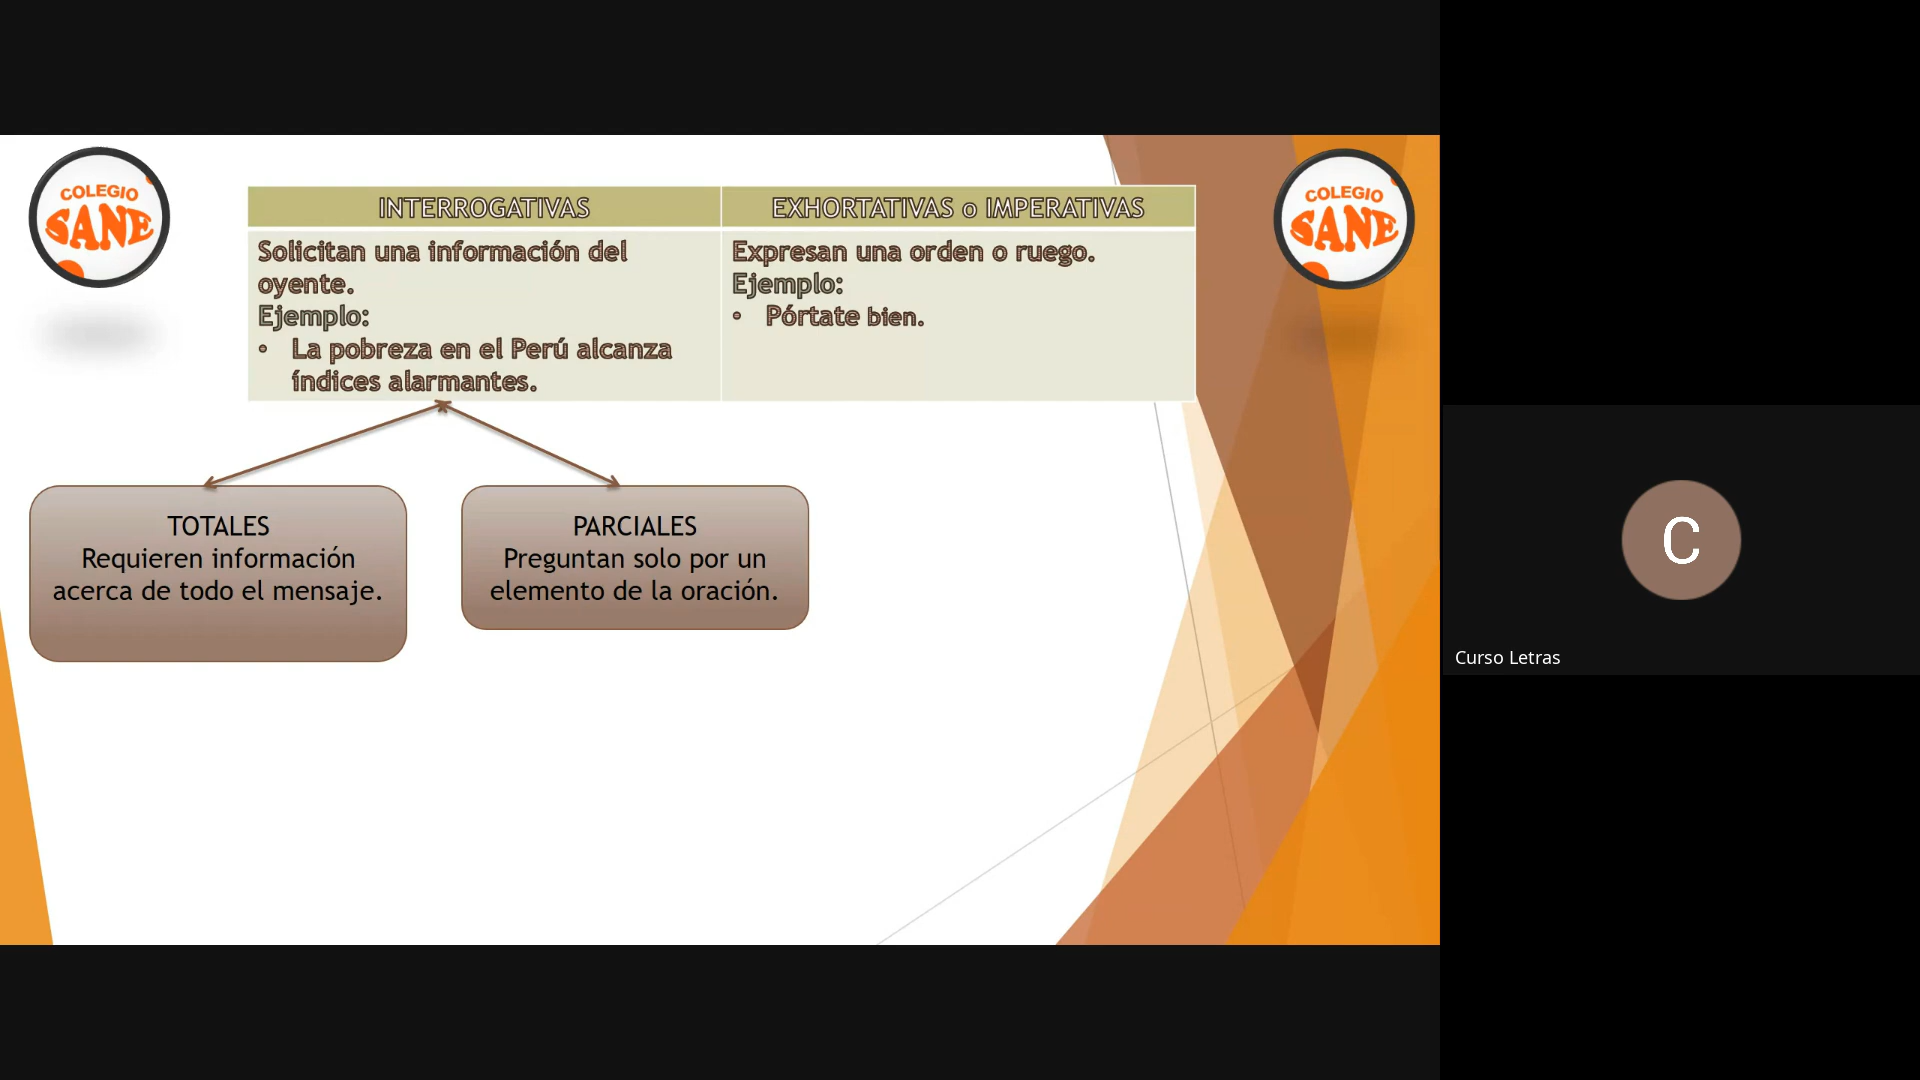 COLEGIO
SANE
INTERROGATIVAS
EXHORTATIVAS o IMPERATIVAS
COLEGIO
SANE
Solicitan una información del
oyente.
Ejemplo:
• La pobreza en el Perú alcanza
índices alarmantes.
Expresan una orden o ruego.
Ejemplo:
• Pórtate bien.
TOTALES
Requieren información
acerca de todo el mensaje.
PARCIALES
Preguntan solo por un
elemento de la oración.
C
Curso Letras